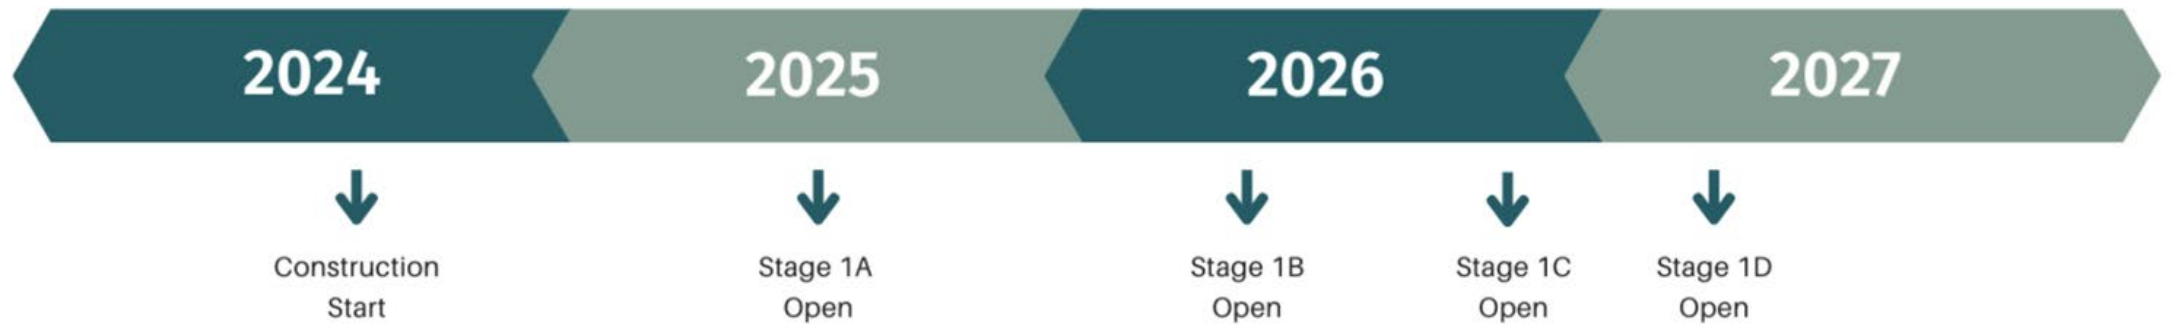 2024 2025 2026 2027
Construction Stage 1A Stage 1B Stage 1C Stage 1D
Start Open Open Open Open